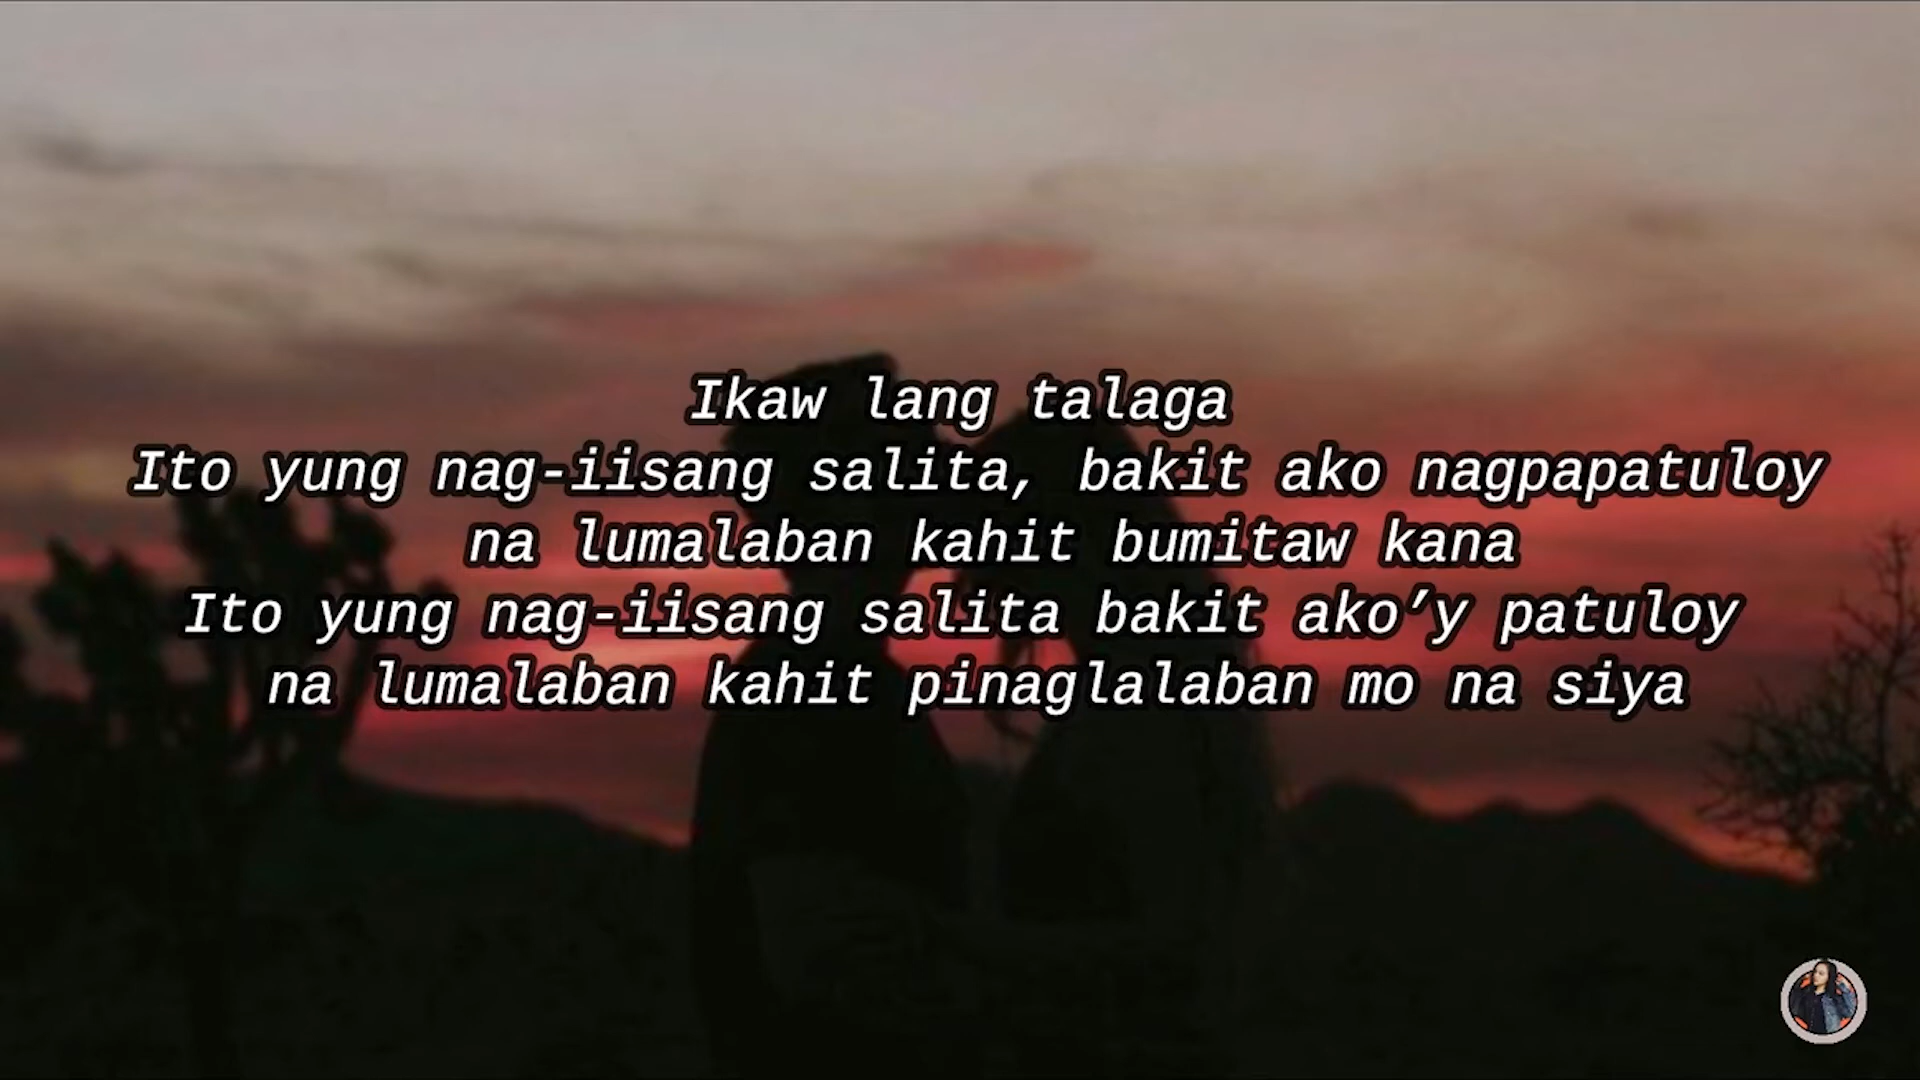 Ikaw lang talaga
Ito yung nag-iisang salita, bakit ako nagpapatuloy
na lumalaban kahit bumitaw kana
Ito yung nag-iisang salita bakit ako’y patuloy
na lumalaban kahit pinaglalaban mo na siya